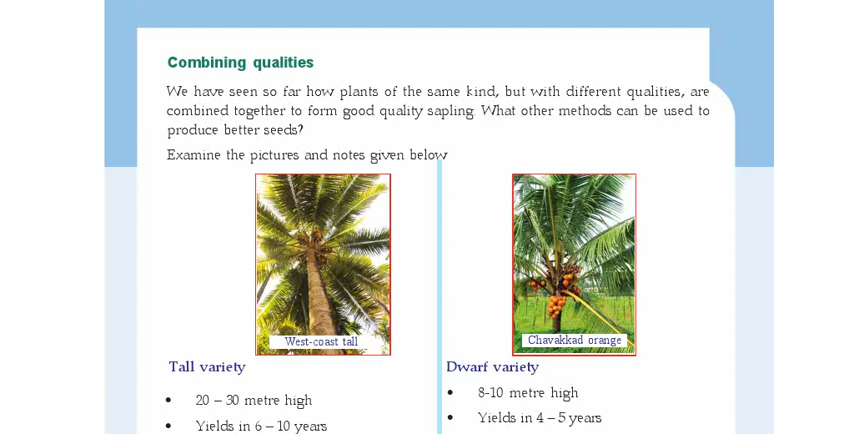 Combining qualities
We have seen so far how plants of the same kind, but with different qualities, are
combined together to form good quality sapling. What other methods can be used to
produce better seeds?
Examine the pictures and notes given below
West-coast tall
Chavakkad orange
Tall variety
20 – 30 metre high
Yields in 6 – 10 years
Dwarf variety
8-10 metre high
Yields in 4 – 5 years